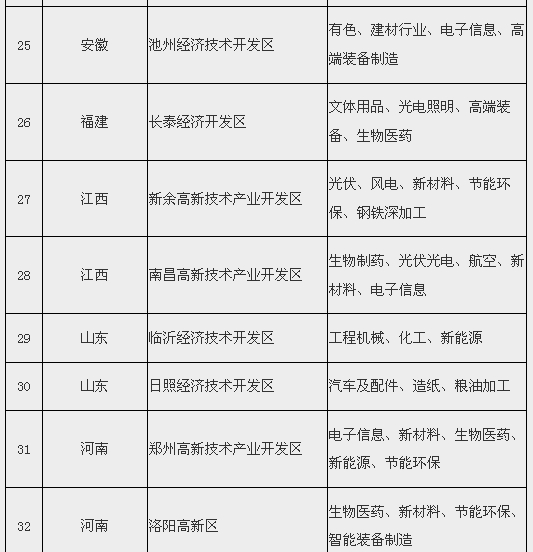 25 安徽 池州经济技术开发区 有色、建材行业、电子信息、高
端装备制造
26 福建 长泰经济开发区 文体用品、光电照明、高端装
备、生物医药
27 江西 新余高新技术产业开发区 光伏、风电、新材料、节能环
保、钢铁深加工
28 江西 南昌高新技术产业开发区 生物制药、光伏光电、航空、新
材料、电子信息
29 山东 临沂经济技术开发区 工程机械、化工、新能源
30 山东 日照经济技术开发区 汽车及配件、造纸、粮油加工
31 河南 郑州高新技术产业开发区 电子信息、新材料、生物医药、
新能源、节能环保
32 河南 洛阳高新区 生物医药、新材料、节能环保、
智能装备制造